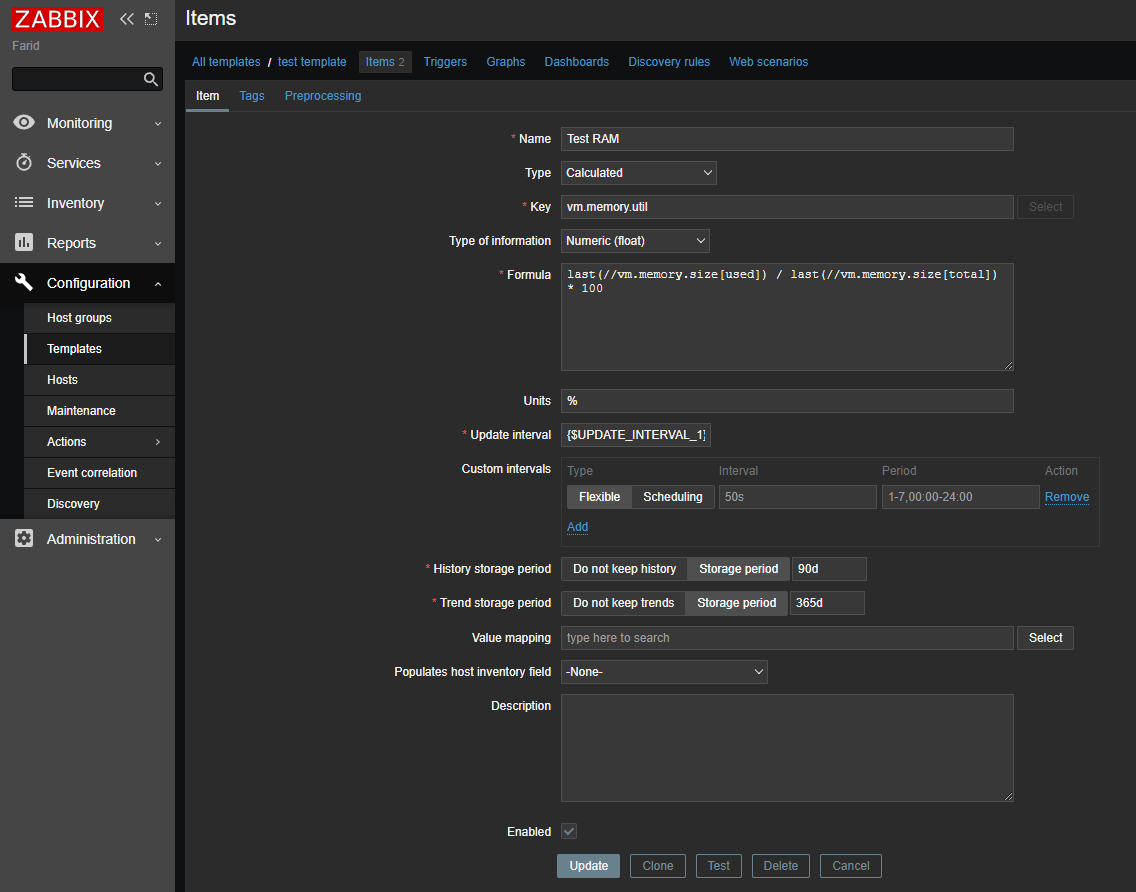 ZABBIX
Farid
Items
All templates / test template Items 2 Triggers Graphs Dashboards Discovery rules Web scenarios
Item Tags Preprocessing
Monitoring
Services
Inventory
Reports
Configuration
Host groups
Templates
Hosts
Maintenance
Actions
Event correlation
Discovery
Administration
* Name Test RAM
Type Calculated
* Key vm.memory.util Select
Type of information Numeric (float)
* Formula last(//vm.memory.size[used]) / last(//vm.memory.size[total])
* 100
Units %
* Update interval {$UPDATE_INTERVAL_1}
Custom intervals Type Interval Period Action
Flexible Scheduling 50s 1-7,00:00-24:00 Remove
Add
* History storage period Do not keep history Storage period 90d
* Trend storage period Do not keep trends Storage period 365d
Value mapping type here to search Select
Populates host inventory field -None-
Description
Enabled
Update Clone Test Delete Cancel